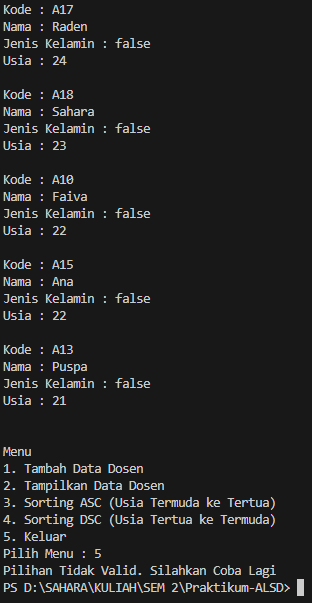 Kode : A17
Nama : Raden
Jenis Kelamin : false
Usia : 24
Kode : A18
Nama : Sahara
Jenis Kelamin : false
Usia : 23
Kode : A10
Nama : Faiva
Jenis Kelamin : false
Usia : 22
Kode : A15
Nama : Ana
Jenis Kelamin : false
Usia : 22
Kode : A13
Nama : Puspa
Jenis Kelamin : false
Usia : 21
Menu
1. Tambah Data Dosen
2. Tampilkan Data Dosen
3. Sorting ASC (Usia Termuda ke Tertua)
4. Sorting DSC (Usia Tertua ke Termuda)
5. Keluar
Pilih Menu : 5
Pilihan Tidak Valid. Silahkan Coba Lagi
PS D:\SAHARA\KULIAH\SEM 2\Praktikum-ALSD>